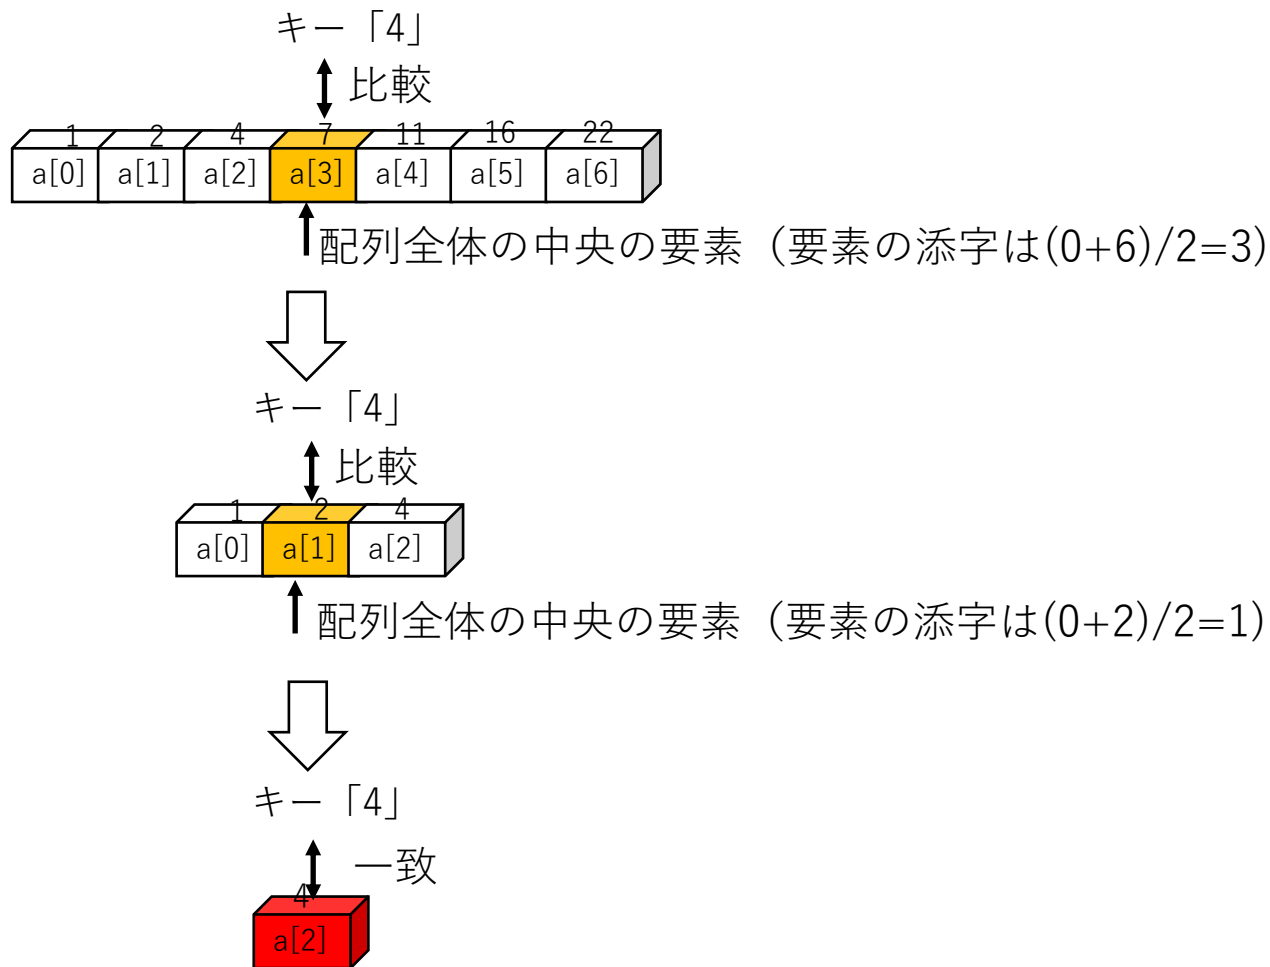 キー「4」
比較
1 2 4 7 11 16 22
a[0] a[1] a[2] a[3] a[4] a[5] a[6]
配列全体の中央の要素（要素の添字は(0+6)/2=3)
キー「4」
比較
1 2 4
a[0] a[1] a[2]
配列全体の中央の要素（要素の添字は(0+2)/2=1)
キー「4」
一致
4
a[2]